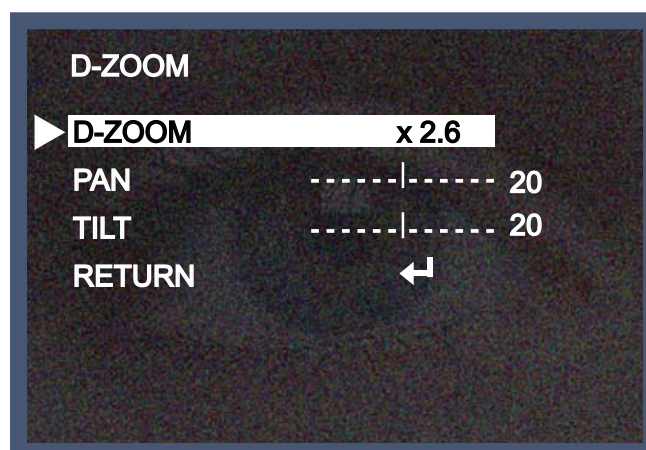 D-ZOOM
D-ZOOM x 2.6
PAN ------|------ 20
TILT ------|------ 20
RETURN ↵